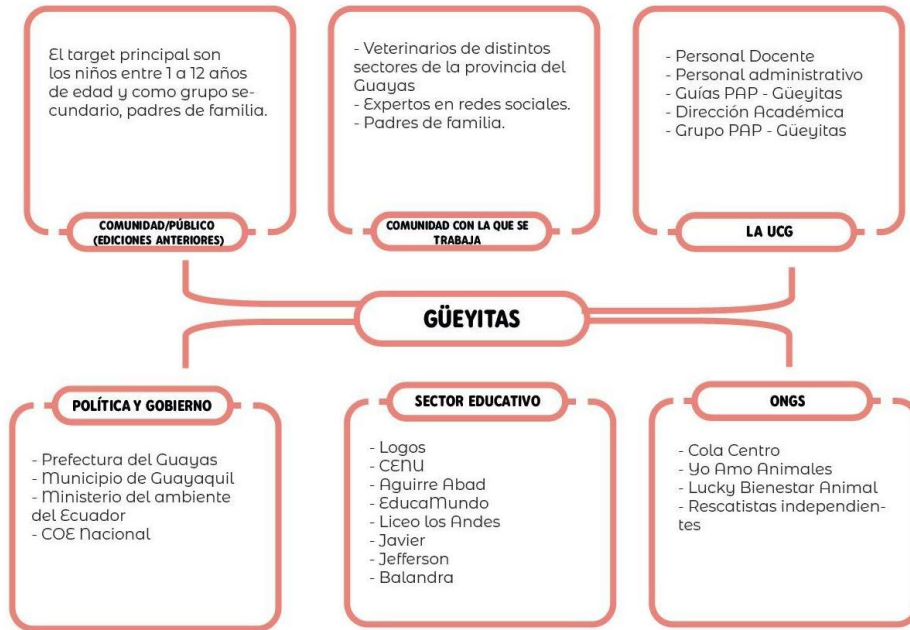 El target principal son
los niños entre 1 a 12 años
de edad y como grupo se-
cundario, padres de familia.
COMUNIDAD/PÚBLICO
(EDICIONES ANTERIORES)
- Veterinarios de distintos
sectores de la provincia del
Guayas
- Expertos en redes sociales.
- Padres de familia.
COMUNIDAD CON LA QUE SE
TRABAJA
- Personal Docente
- Personal administrativo
- Guías PAP - Güeyitas
- Dirección Académica
- Grupo PAP - Güeyitas
LA UCG
GÜEYITAS
POLÍTICA Y GOBIERNO
- Prefectura del Guayas
- Municipio de Guayaquil
- Ministerio del ambiente
del Ecuador
- COE Nacional
SECTOR EDUCATIVO
- Logos
- CENU
- Aguirre Abad
- EducaMundo
- Liceo los Andes
- Javier
- Jefferson
- Balandra
ONGS
- Cola Centro
- Yo Amo Animales
- Lucky Bienestar Animal
- Rescatistas independien-
tes